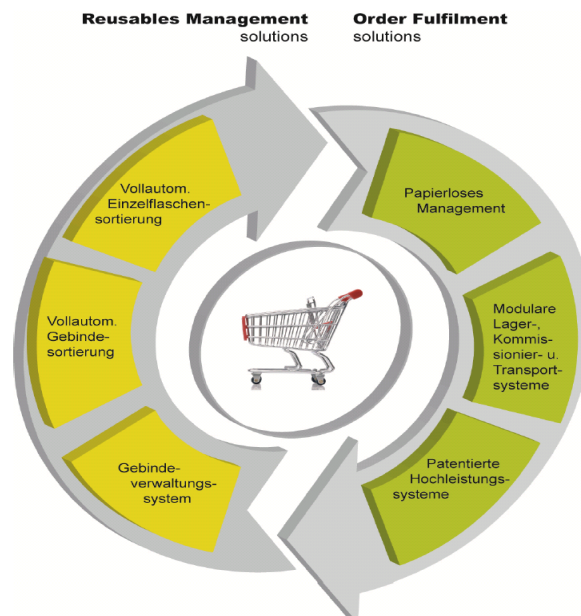 Reusables Management
solutions
Order Fulfilment
solutions
Vollautom.
Einzelflaschen-
sortierung
Vollautom.
Gebinde-
sortierung
Gebinde-
verwaltungs-
system
Papierloses
Management
Modulare
Lager-,
Kommis-
sionier- u.
Transport-
systeme
Patentierte
Hochleistungs-
systeme